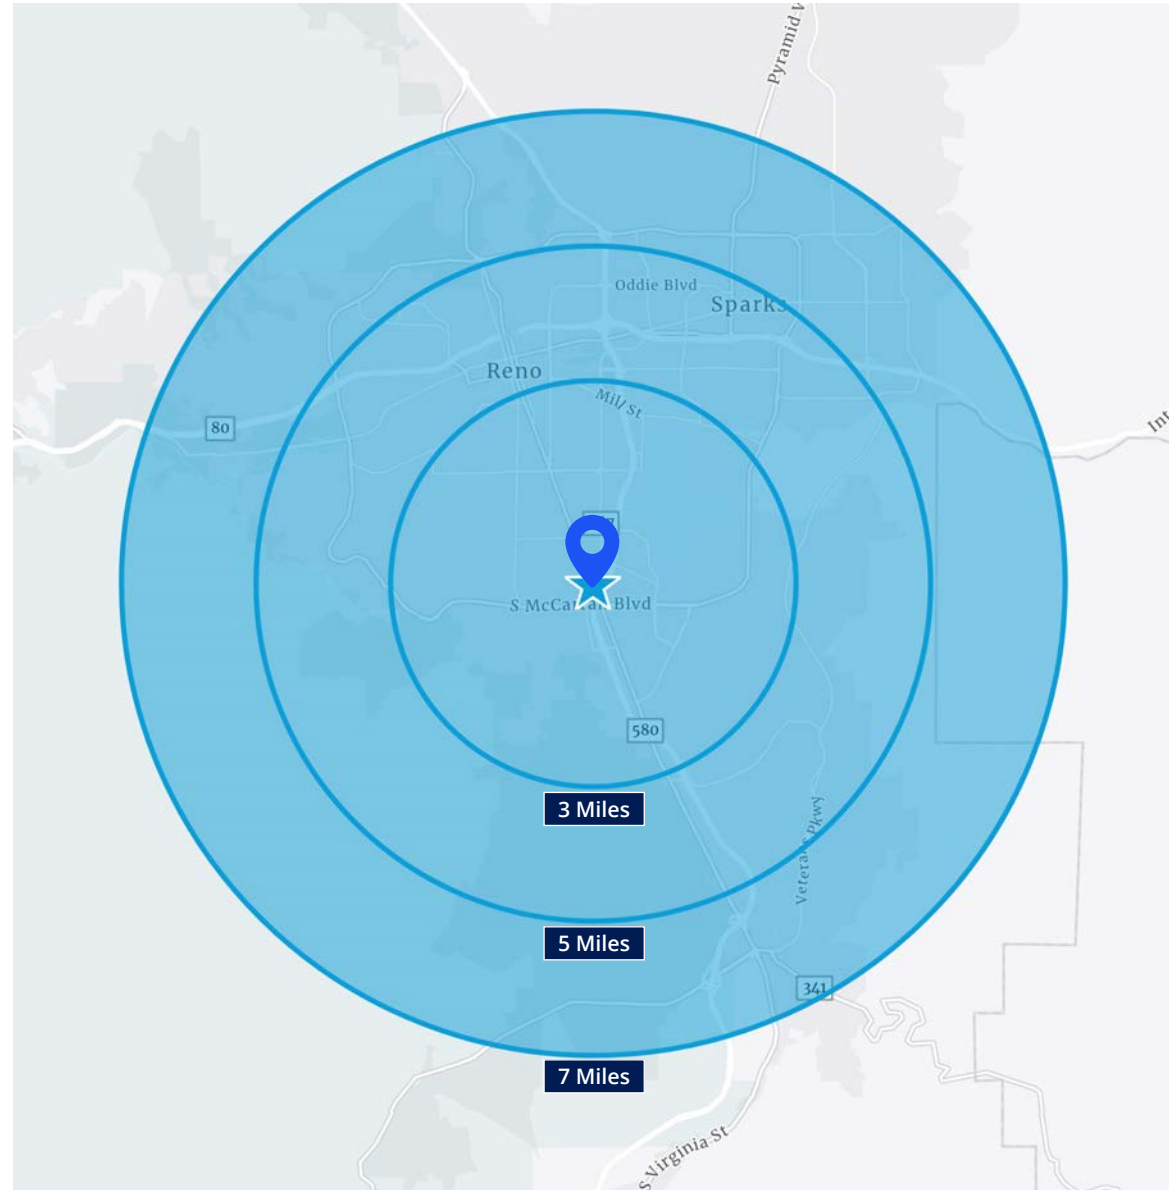 Pyramid
Oddie Blvd
Sparks
Reno
Mill St
80
S McCarran Blvd
580
3 Miles
Veterans Pkwy
5 Miles
341
7 Miles
S Virginia St